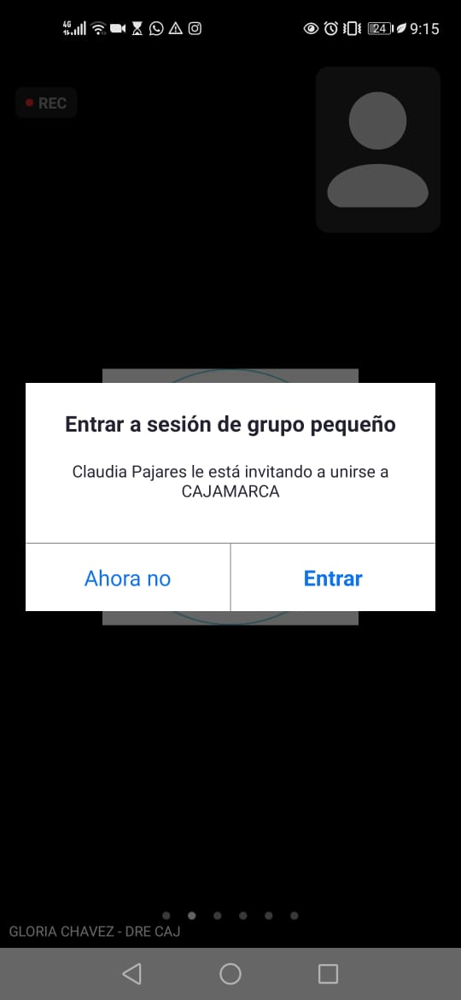 4G 24 9:15
REC
Entrar a sesión de grupo pequeño
Claudia Pajares le está invitando a unirse a
CAJAMARCA
Ahora no Entrar
GLORIA CHAVEZ - DRE CAJ